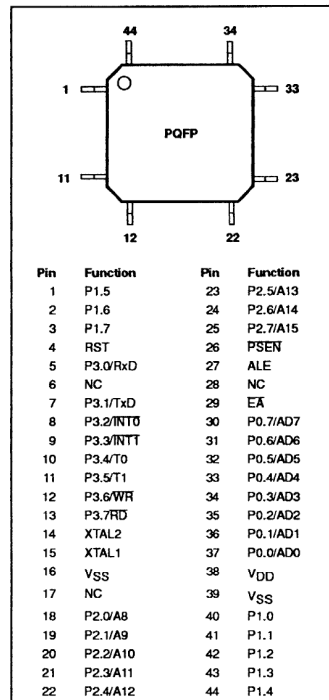 44 34
1 33
PQFP
11 23
12 22
Pin Function Pin Function
1 P1.5 23 P2.5/A13
2 P1.6 24 P2.6/A14
3 P1.7 25 P2.7/A15
4 RST 26 P̅S̅E̅N̅
5 P3.0/RxD 27 ALE
6 NC 28 NC
7 P3.1/TxD 29 E̅A̅
8 P3.2/I̅N̅T̅0̅ 30 P0.7/AD7
9 P3.3/I̅N̅T̅1̅ 31 P0.6/AD6
10 P3.4/T0 32 P0.5/AD5
11 P3.5/T1 33 P0.4/AD4
12 P3.6/W̅R̅ 34 P0.3/AD3
13 P3.7R̅D̅ 35 P0.2/AD2
14 XTAL2 36 P0.1/AD1
15 XTAL1 37 P0.0/AD0
16 VSS 38 VDD
17 NC 39 VSS
18 P2.0/A8 40 P1.0
19 P2.1/A9 41 P1.1
20 P2.2/A10 42 P1.2
21 P2.3/A11 43 P1.3
22 P2.4/A12 44 P1.4